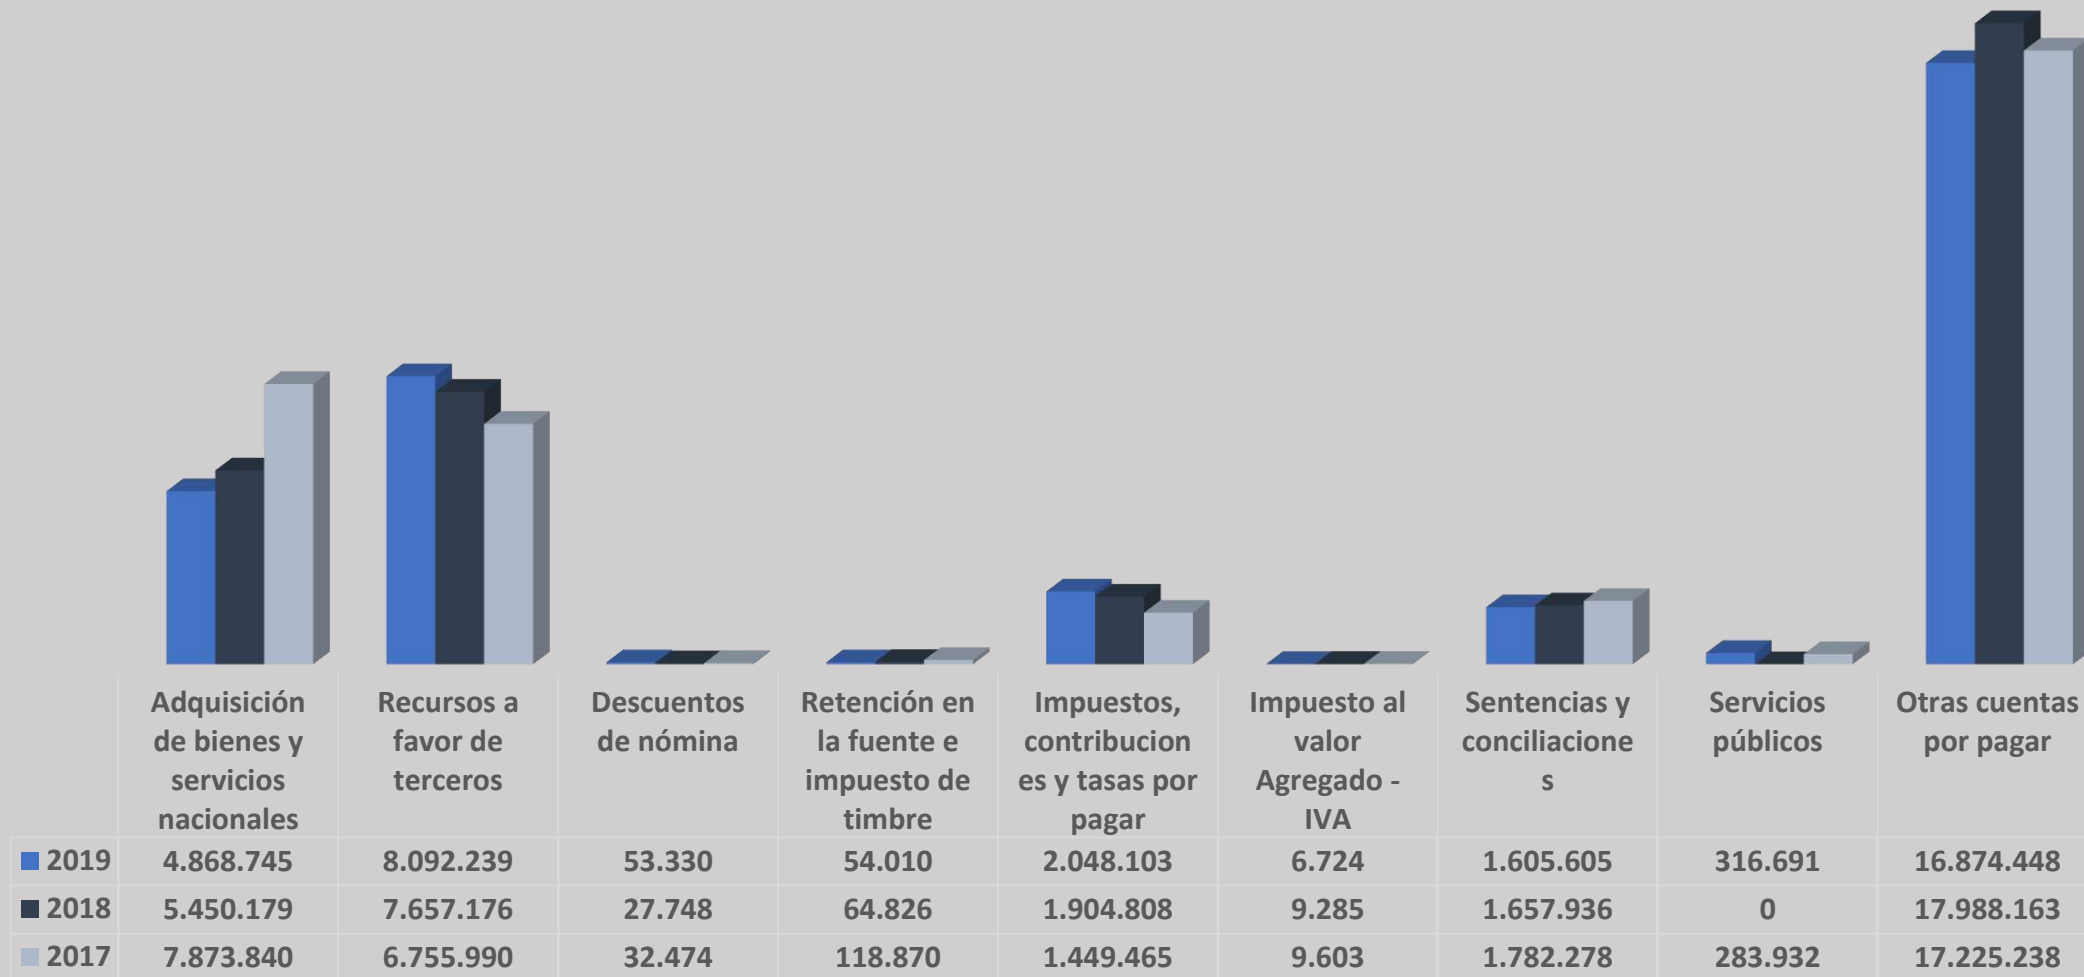 Adquisición
de bienes y
servicios
nacionales
Recursos a
favor de
terceros
Descuentos
de nómina
Retención en
la fuente e
impuesto de
timbre
Impuestos,
contribucion
es y tasas por
pagar
Impuesto al
valor
Agregado -
IVA
Sentencias y
conciliacione
s
Servicios
públicos
Otras cuentas
por pagar
2019 4.868.745 8.092.239 53.330 54.010 2.048.103 6.724 1.605.605 316.691 16.874.448
2018 5.450.179 7.657.176 27.748 64.826 1.904.808 9.285 1.657.936 0 17.988.163
2017 7.873.840 6.755.990 32.474 118.870 1.449.465 9.603 1.782.278 283.932 17.225.238